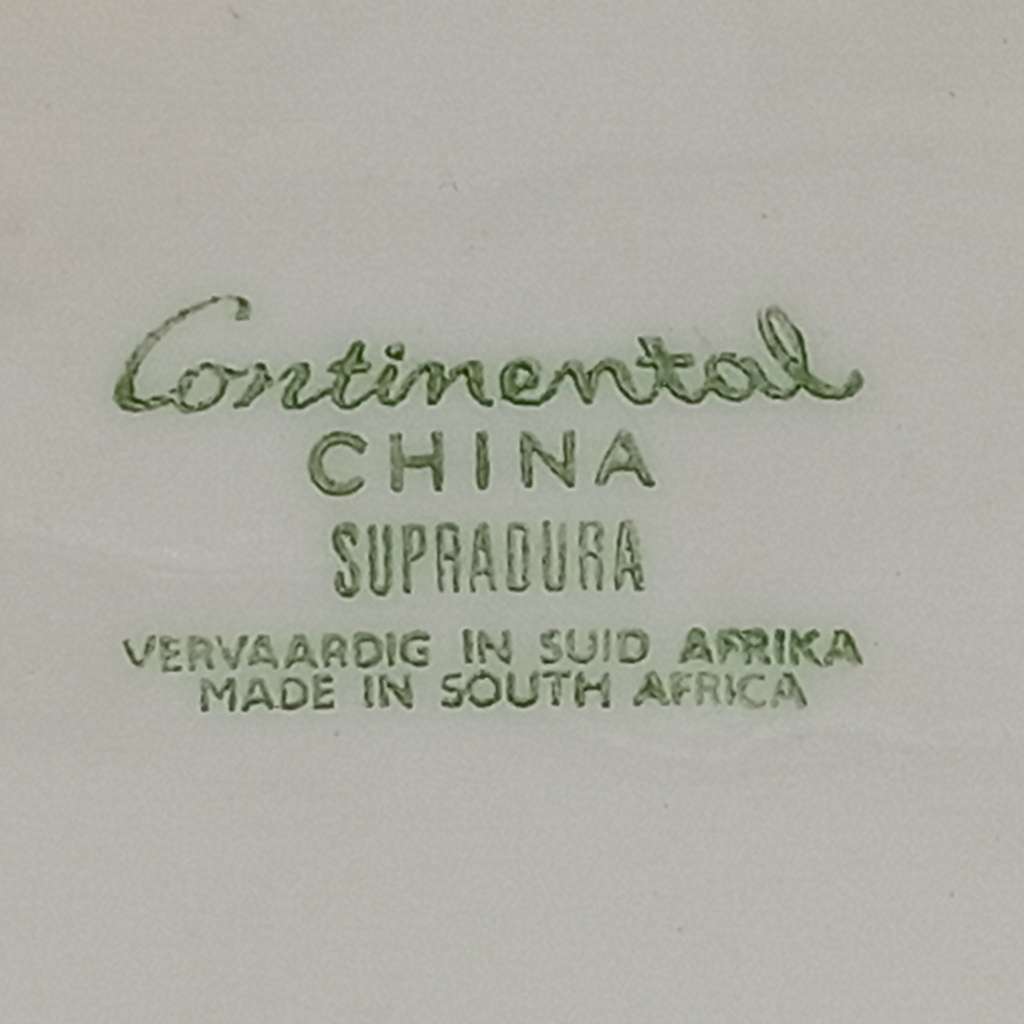 Continental
CHINA
SUPRADURA
VERVAARDIG IN SUID AFRIKA
MADE IN SOUTH AFRICA